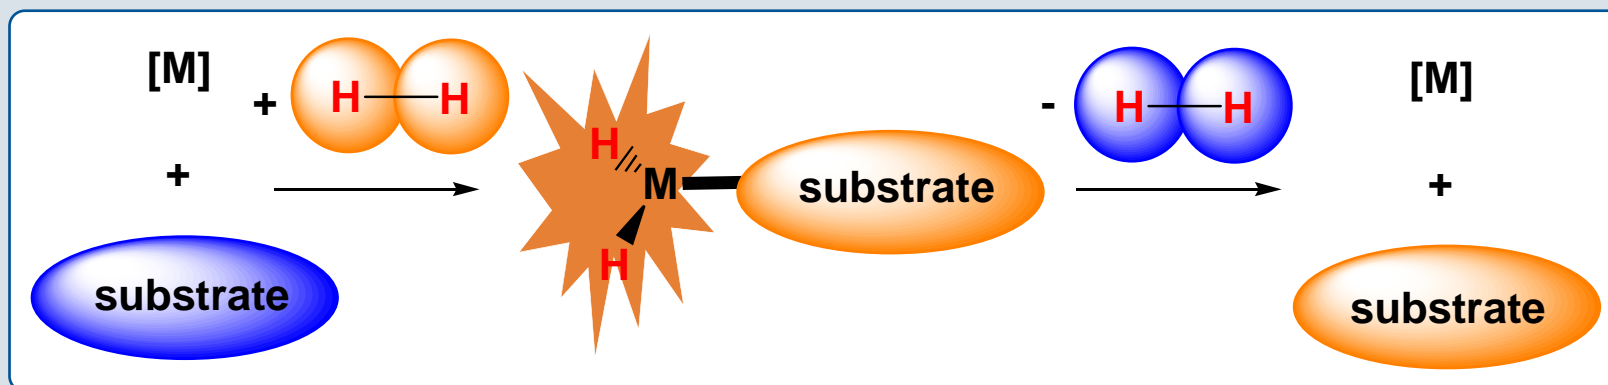 [M]
+
H—H
+
substrate
H
M
H
substrate
-
H—H
[M]
+
substrate